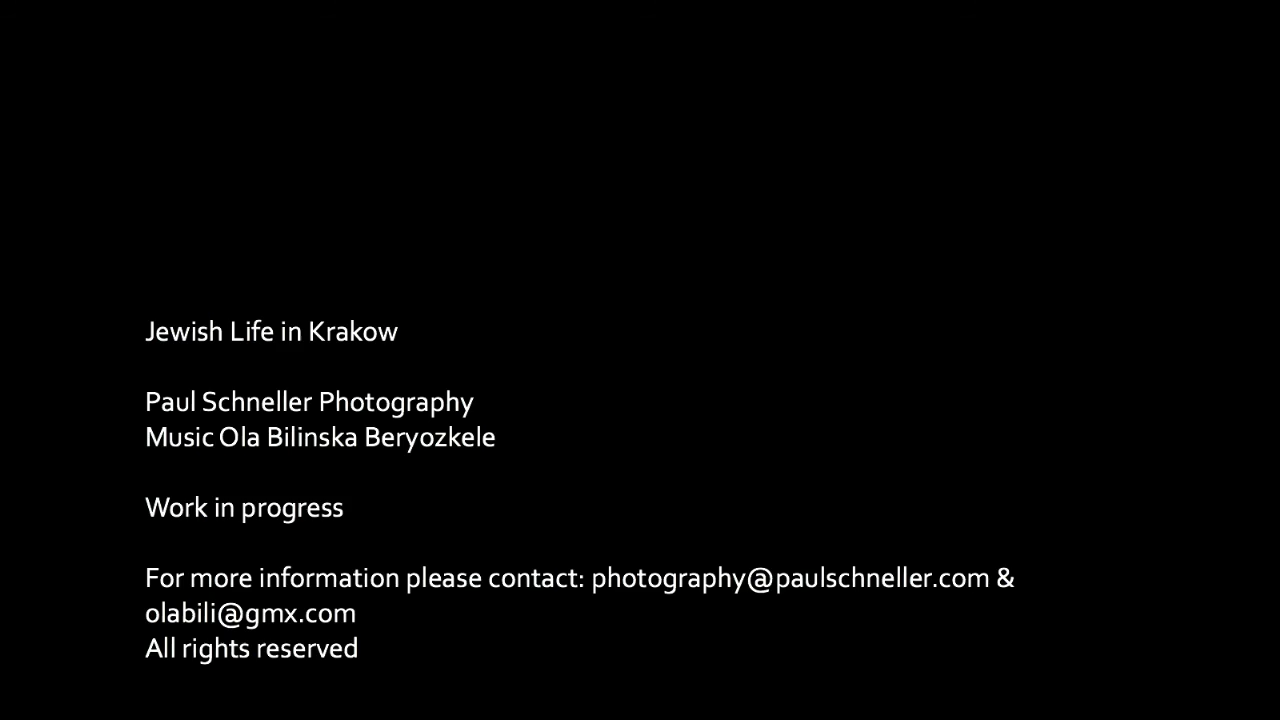 Jewish Life in Krakow
Paul Schneller Photography
Music Ola Bilinska Beryozkele
Work in progress
For more information please contact: photography@paulschneller.com &
olabili@gmx.com
All rights reserved